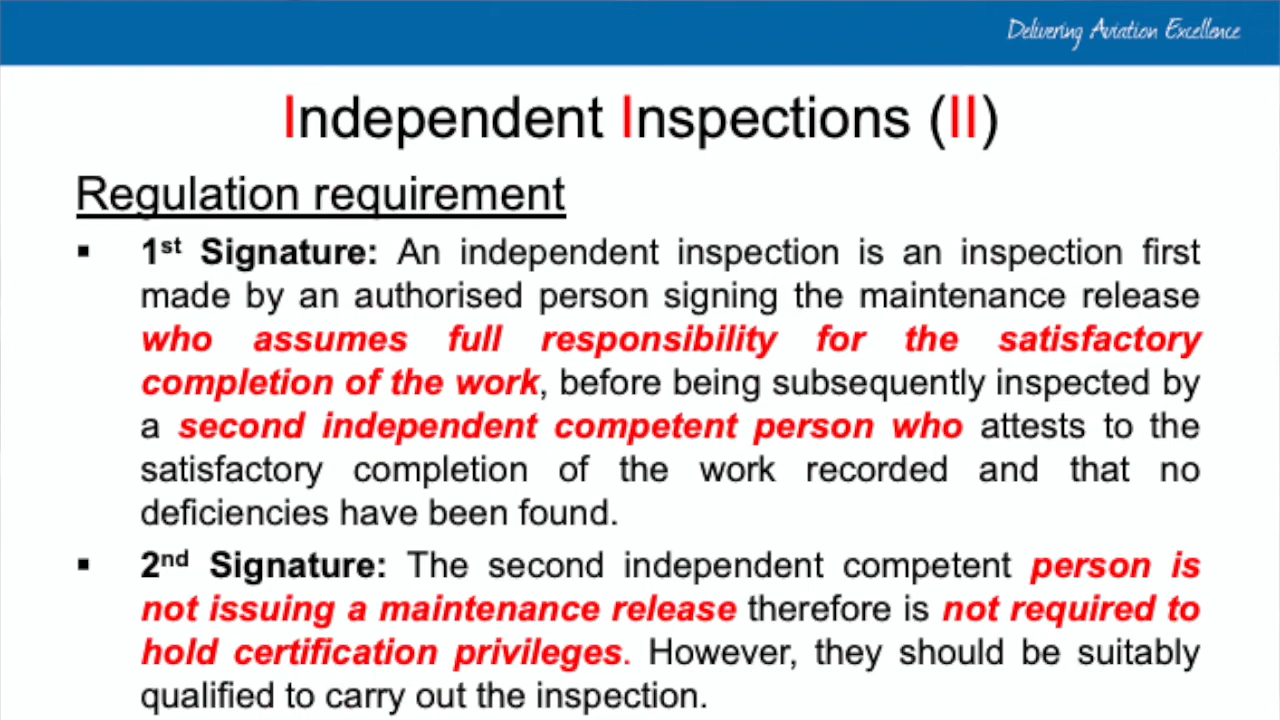 Delivering Aviation Excellence
Independent Inspections (II)
Regulation requirement
▪ 1st Signature: An independent inspection is an inspection first
made by an authorised person signing the maintenance release
who assumes full responsibility for the satisfactory
completion of the work, before being subsequently inspected by
a second independent competent person who attests to the
satisfactory completion of the work recorded and that no
deficiencies have been found.
▪ 2nd Signature: The second independent competent person is
not issuing a maintenance release therefore is not required to
hold certification privileges. However, they should be suitably
qualified to carry out the inspection.